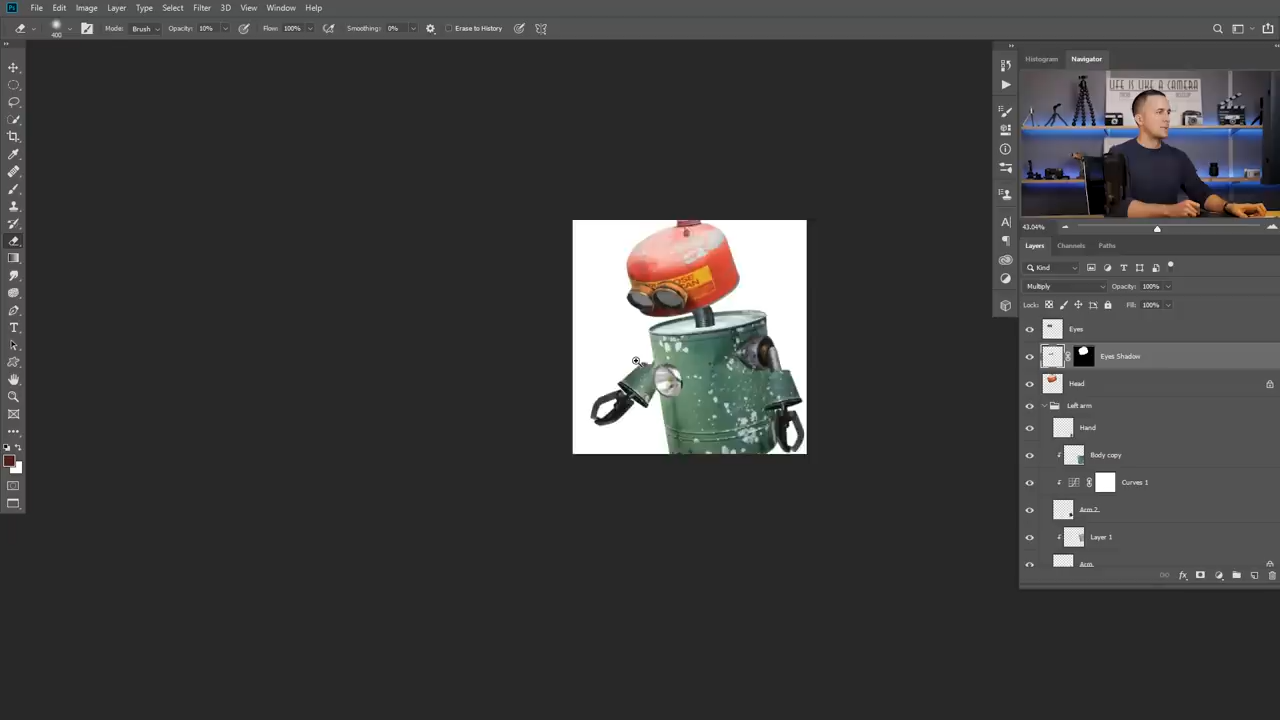 Ps File Edit Image Layer Type Select Filter 3D View Window Help
400 Mode: Brush Opacity: 10% Flow: 100% Smoothing: 0% Erase to History
Histogram Navigator
LIFE IS LIKE A CAMERA
43.04%
Layers Channels Paths
Kind
Multiply Opacity: 100%
Lock: Fill: 100%
Eyes
Eyes Shadow
Head
Left arm
Hand
Body copy
Curves 1
Arm 2
Layer 1
Arm